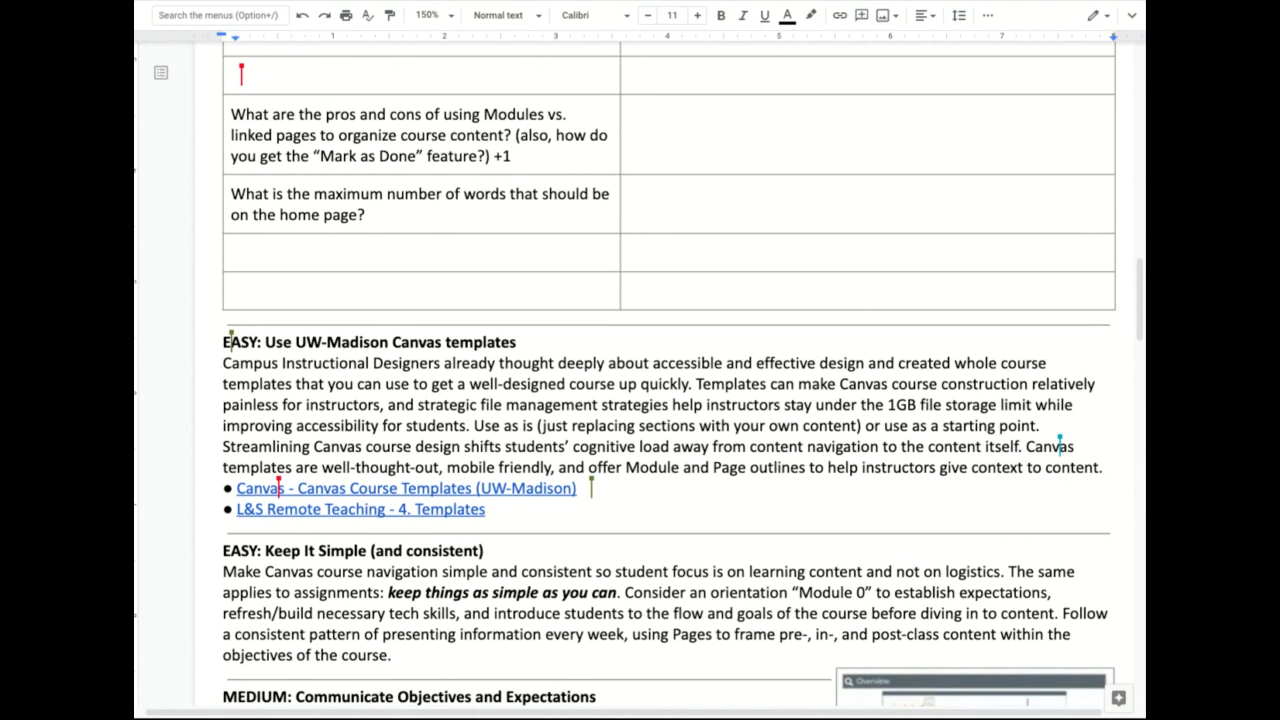 Search the menus (Option+/)
150%
Normal text
Calibri
11
1 2 3 4 5 6 7
What are the pros and cons of using Modules vs.
linked pages to organize course content? (also, how do
you get the “Mark as Done” feature?) +1
What is the maximum number of words that should be
on the home page?
EASY: Use UW-Madison Canvas templates
Campus Instructional Designers already thought deeply about accessible and effective design and created whole course
templates that you can use to get a well-designed course up quickly. Templates can make Canvas course construction relatively
painless for instructors, and strategic file management strategies help instructors stay under the 1GB file storage limit while
improving accessibility for students. Use as is (just replacing sections with your own content) or use as a starting point.
Streamlining Canvas course design shifts students’ cognitive load away from content navigation to the content itself. Canvas
templates are well-thought-out, mobile friendly, and offer Module and Page outlines to help instructors give context to content.
● Canvas - Canvas Course Templates (UW-Madison)
● L&S Remote Teaching - 4. Templates
EASY: Keep It Simple (and consistent)
Make Canvas course navigation simple and consistent so student focus is on learning content and not on logistics. The same
applies to assignments: keep things as simple as you can. Consider an orientation “Module 0” to establish expectations,
refresh/build necessary tech skills, and introduce students to the flow and goals of the course before diving in to content. Follow
a consistent pattern of presenting information every week, using Pages to frame pre-, in-, and post-class content within the
objectives of the course.
MEDIUM: Communicate Objectives and Expectations
Overview